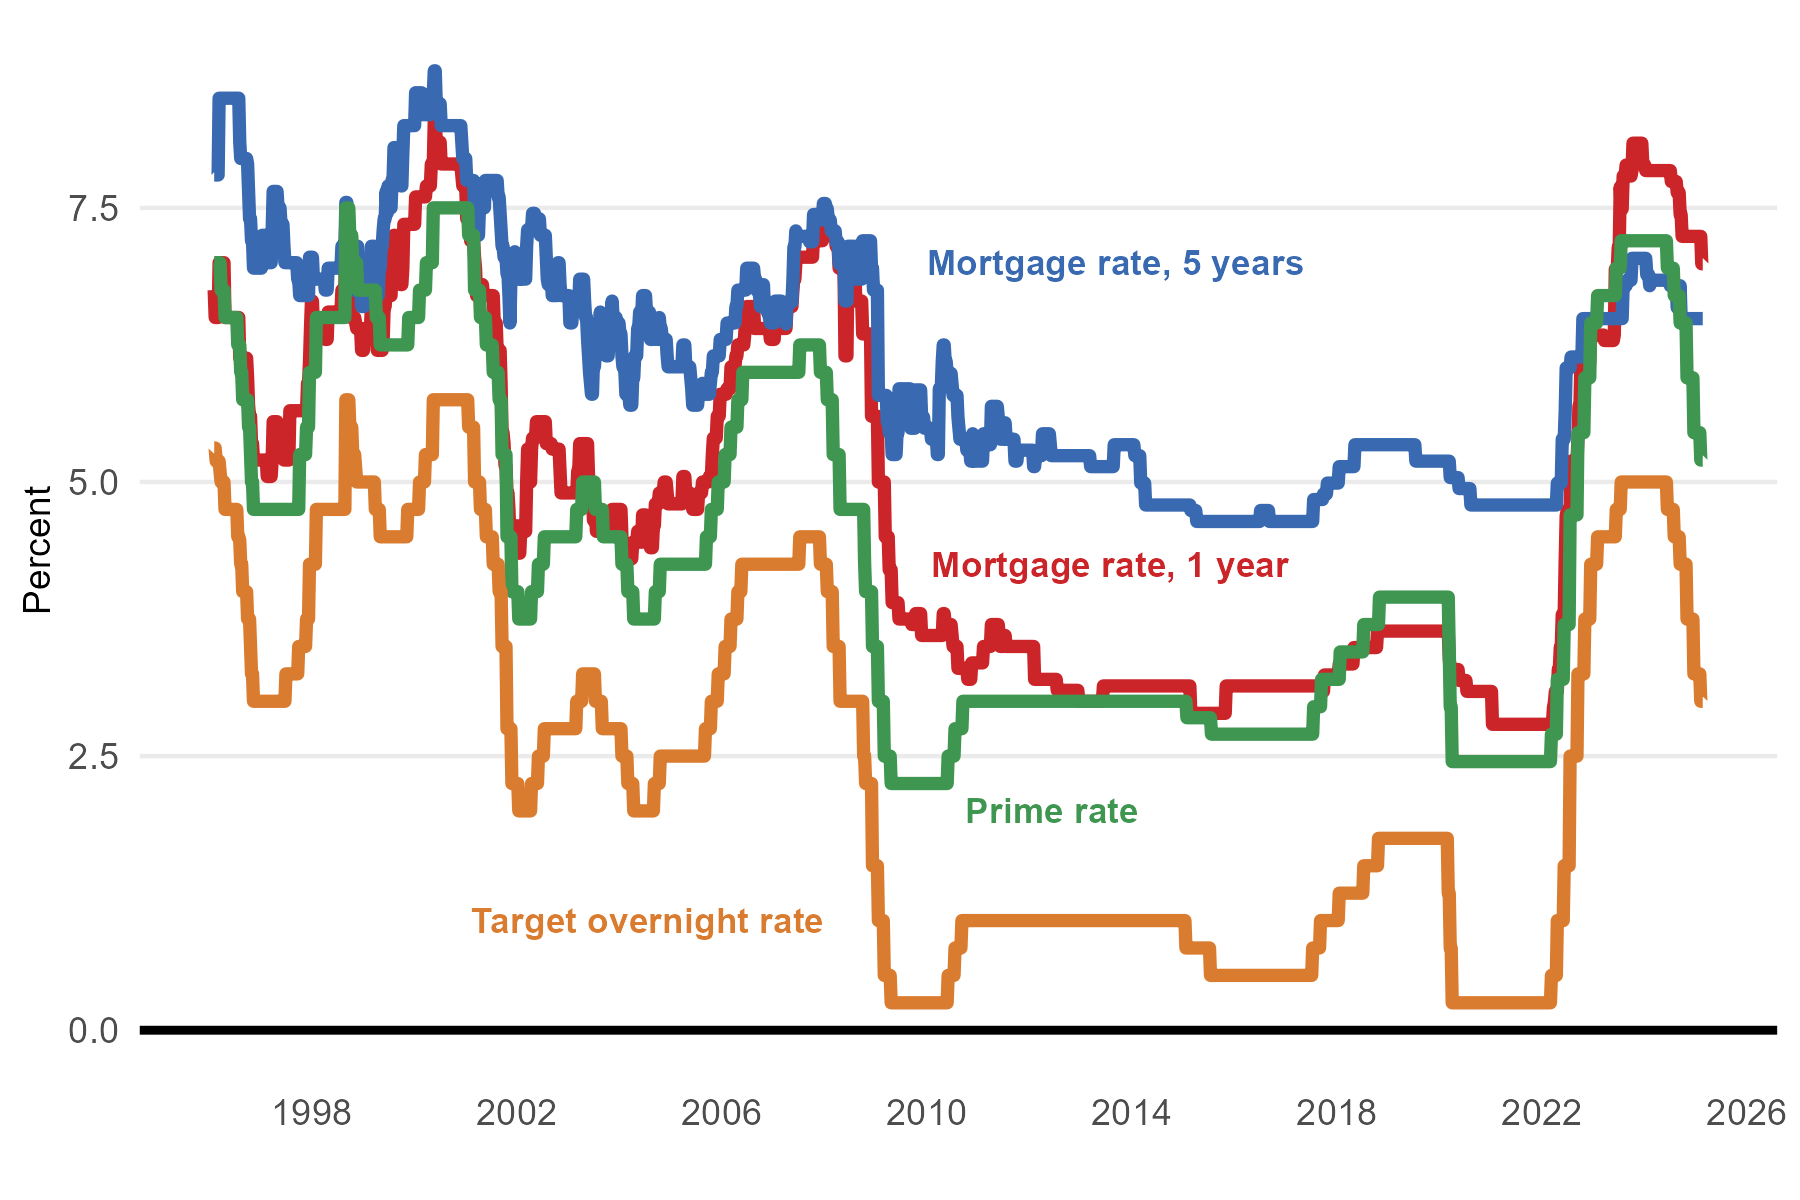 7.5
5.0
2.5
0.0
Percent
Mortgage rate, 5 years
Mortgage rate, 1 year
Prime rate
Target overnight rate
1998 2002 2006 2010 2014 2018 2022 2026